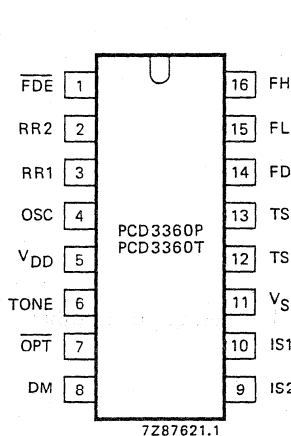 FDE 1 16 FH
RR2 2 15 FL
RR1 3 14 FD
OSC 4 13 TS
PCD3360P
PCD3360T
VDD 5 12 TS
TONE 6 11 VS
OPT 7 10 IS1
DM 8 9 IS2
7Z87621.1